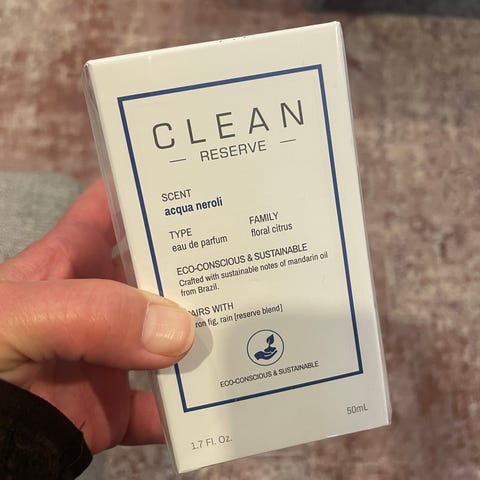 CLEAN
— RESERVE —
SCENT
acqua neroli
TYPE FAMILY
eau de parfum floral citrus
ECO-CONSCIOUS & SUSTAINABLE
Crafted with sustainable notes of mandarin oil
from Brazil.
WITH
fig, rain [reserve blend]
ECO-CONSCIOUS & SUSTAINABLE
1.7 Fl. Oz. 50mL